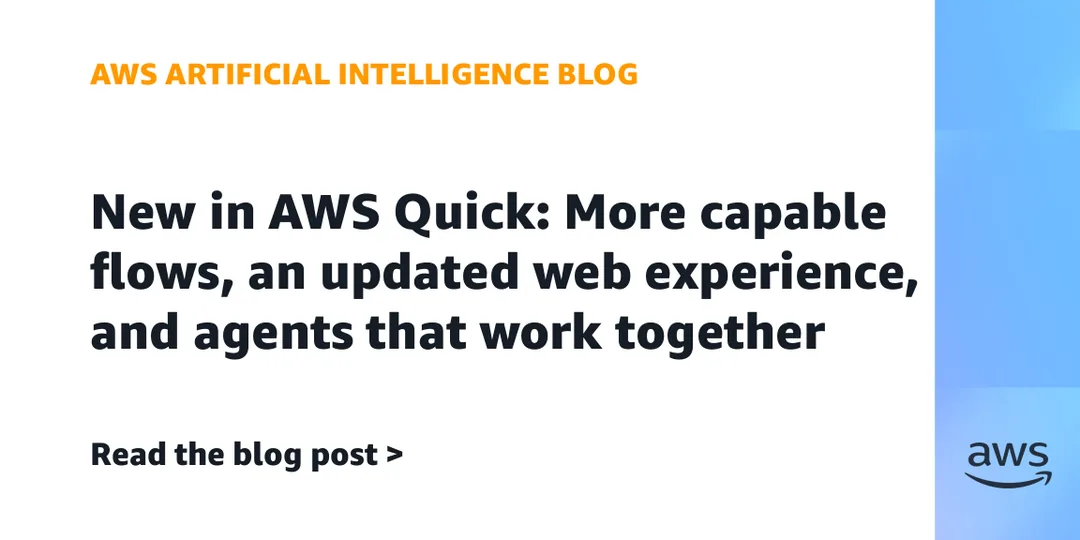 AWS ARTIFICIAL INTELLIGENCE BLOG
New in AWS Quick: More capable
flows, an updated web experience,
and agents that work together
Read the blog post >
aws